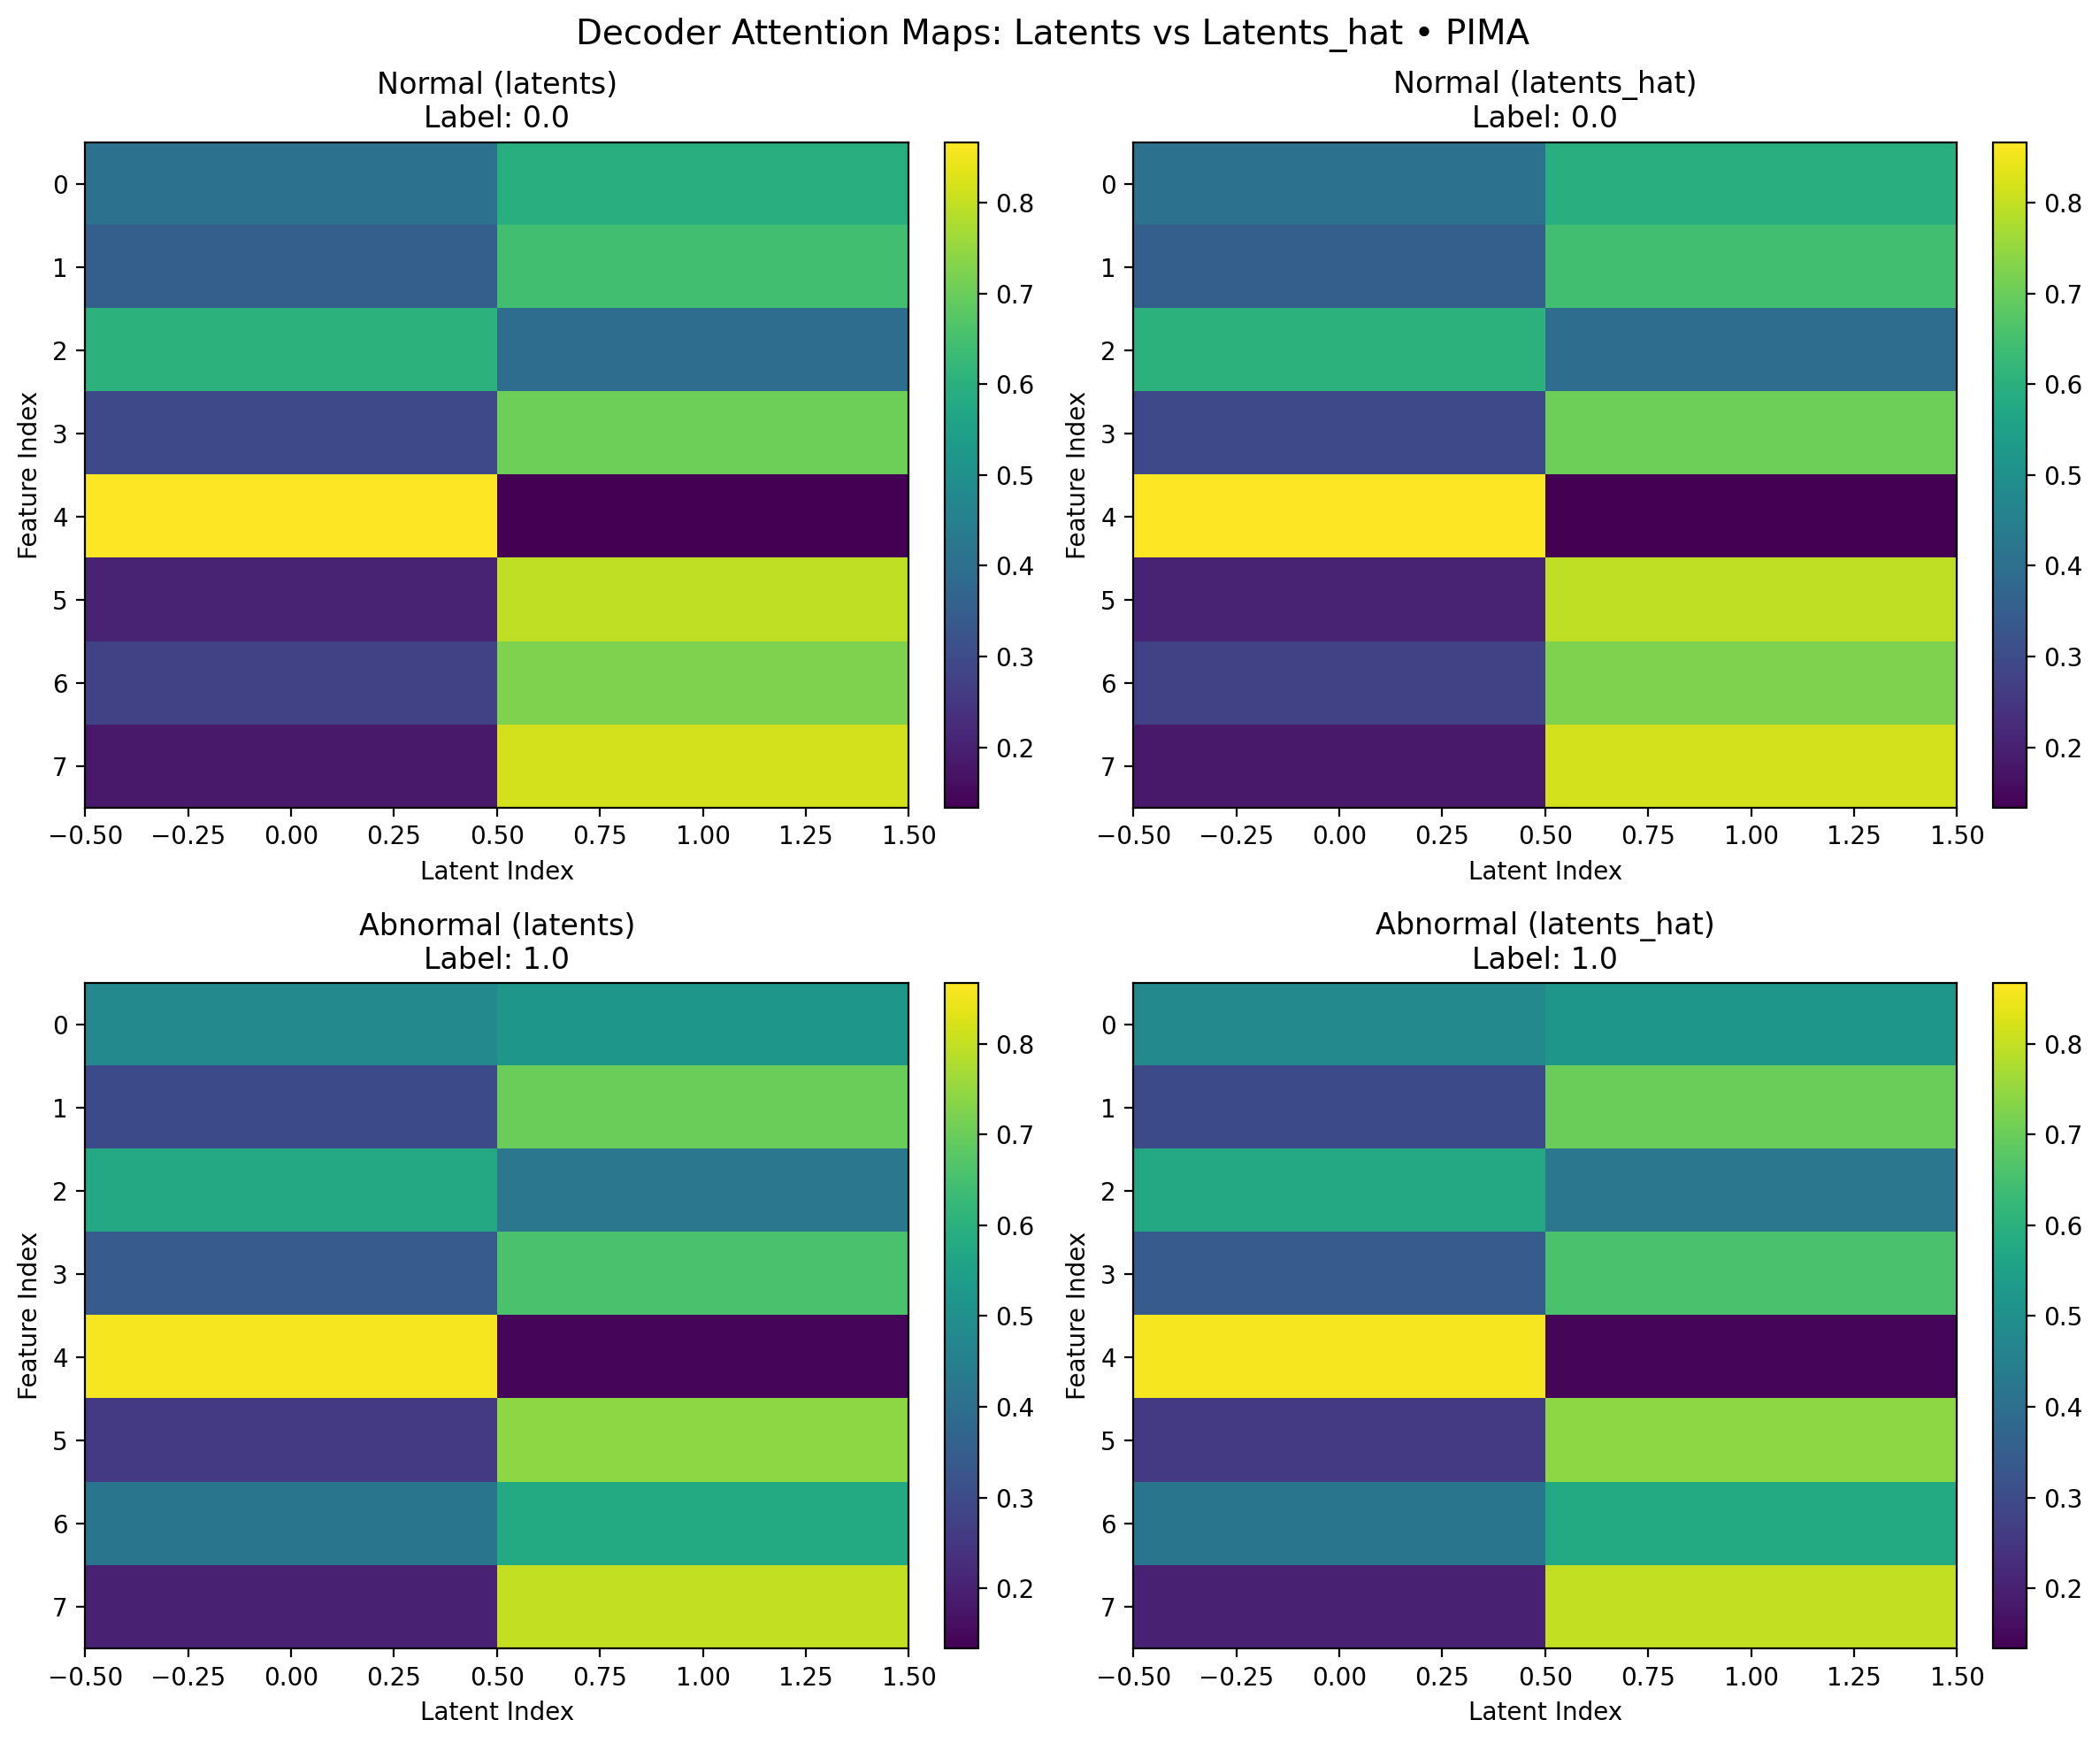 Decoder Attention Maps: Latents vs Latents_hat • PIMA
Normal (latents)
Label: 0.0
Feature Index
0
1
2
3
4
5
6
7
−0.50 −0.25 0.00 0.25 0.50 0.75 1.00 1.25 1.50
Latent Index
0.8
0.7
0.6
0.5
0.4
0.3
0.2
Normal (latents_hat)
Label: 0.0
Feature Index
0
1
2
3
4
5
6
7
−0.50 −0.25 0.00 0.25 0.50 0.75 1.00 1.25 1.50
Latent Index
0.8
0.7
0.6
0.5
0.4
0.3
0.2
Abnormal (latents)
Label: 1.0
Feature Index
0
1
2
3
4
5
6
7
−0.50 −0.25 0.00 0.25 0.50 0.75 1.00 1.25 1.50
Latent Index
0.8
0.7
0.6
0.5
0.4
0.3
0.2
Abnormal (latents_hat)
Label: 1.0
Feature Index
0
1
2
3
4
5
6
7
−0.50 −0.25 0.00 0.25 0.50 0.75 1.00 1.25 1.50
Latent Index
0.8
0.7
0.6
0.5
0.4
0.3
0.2